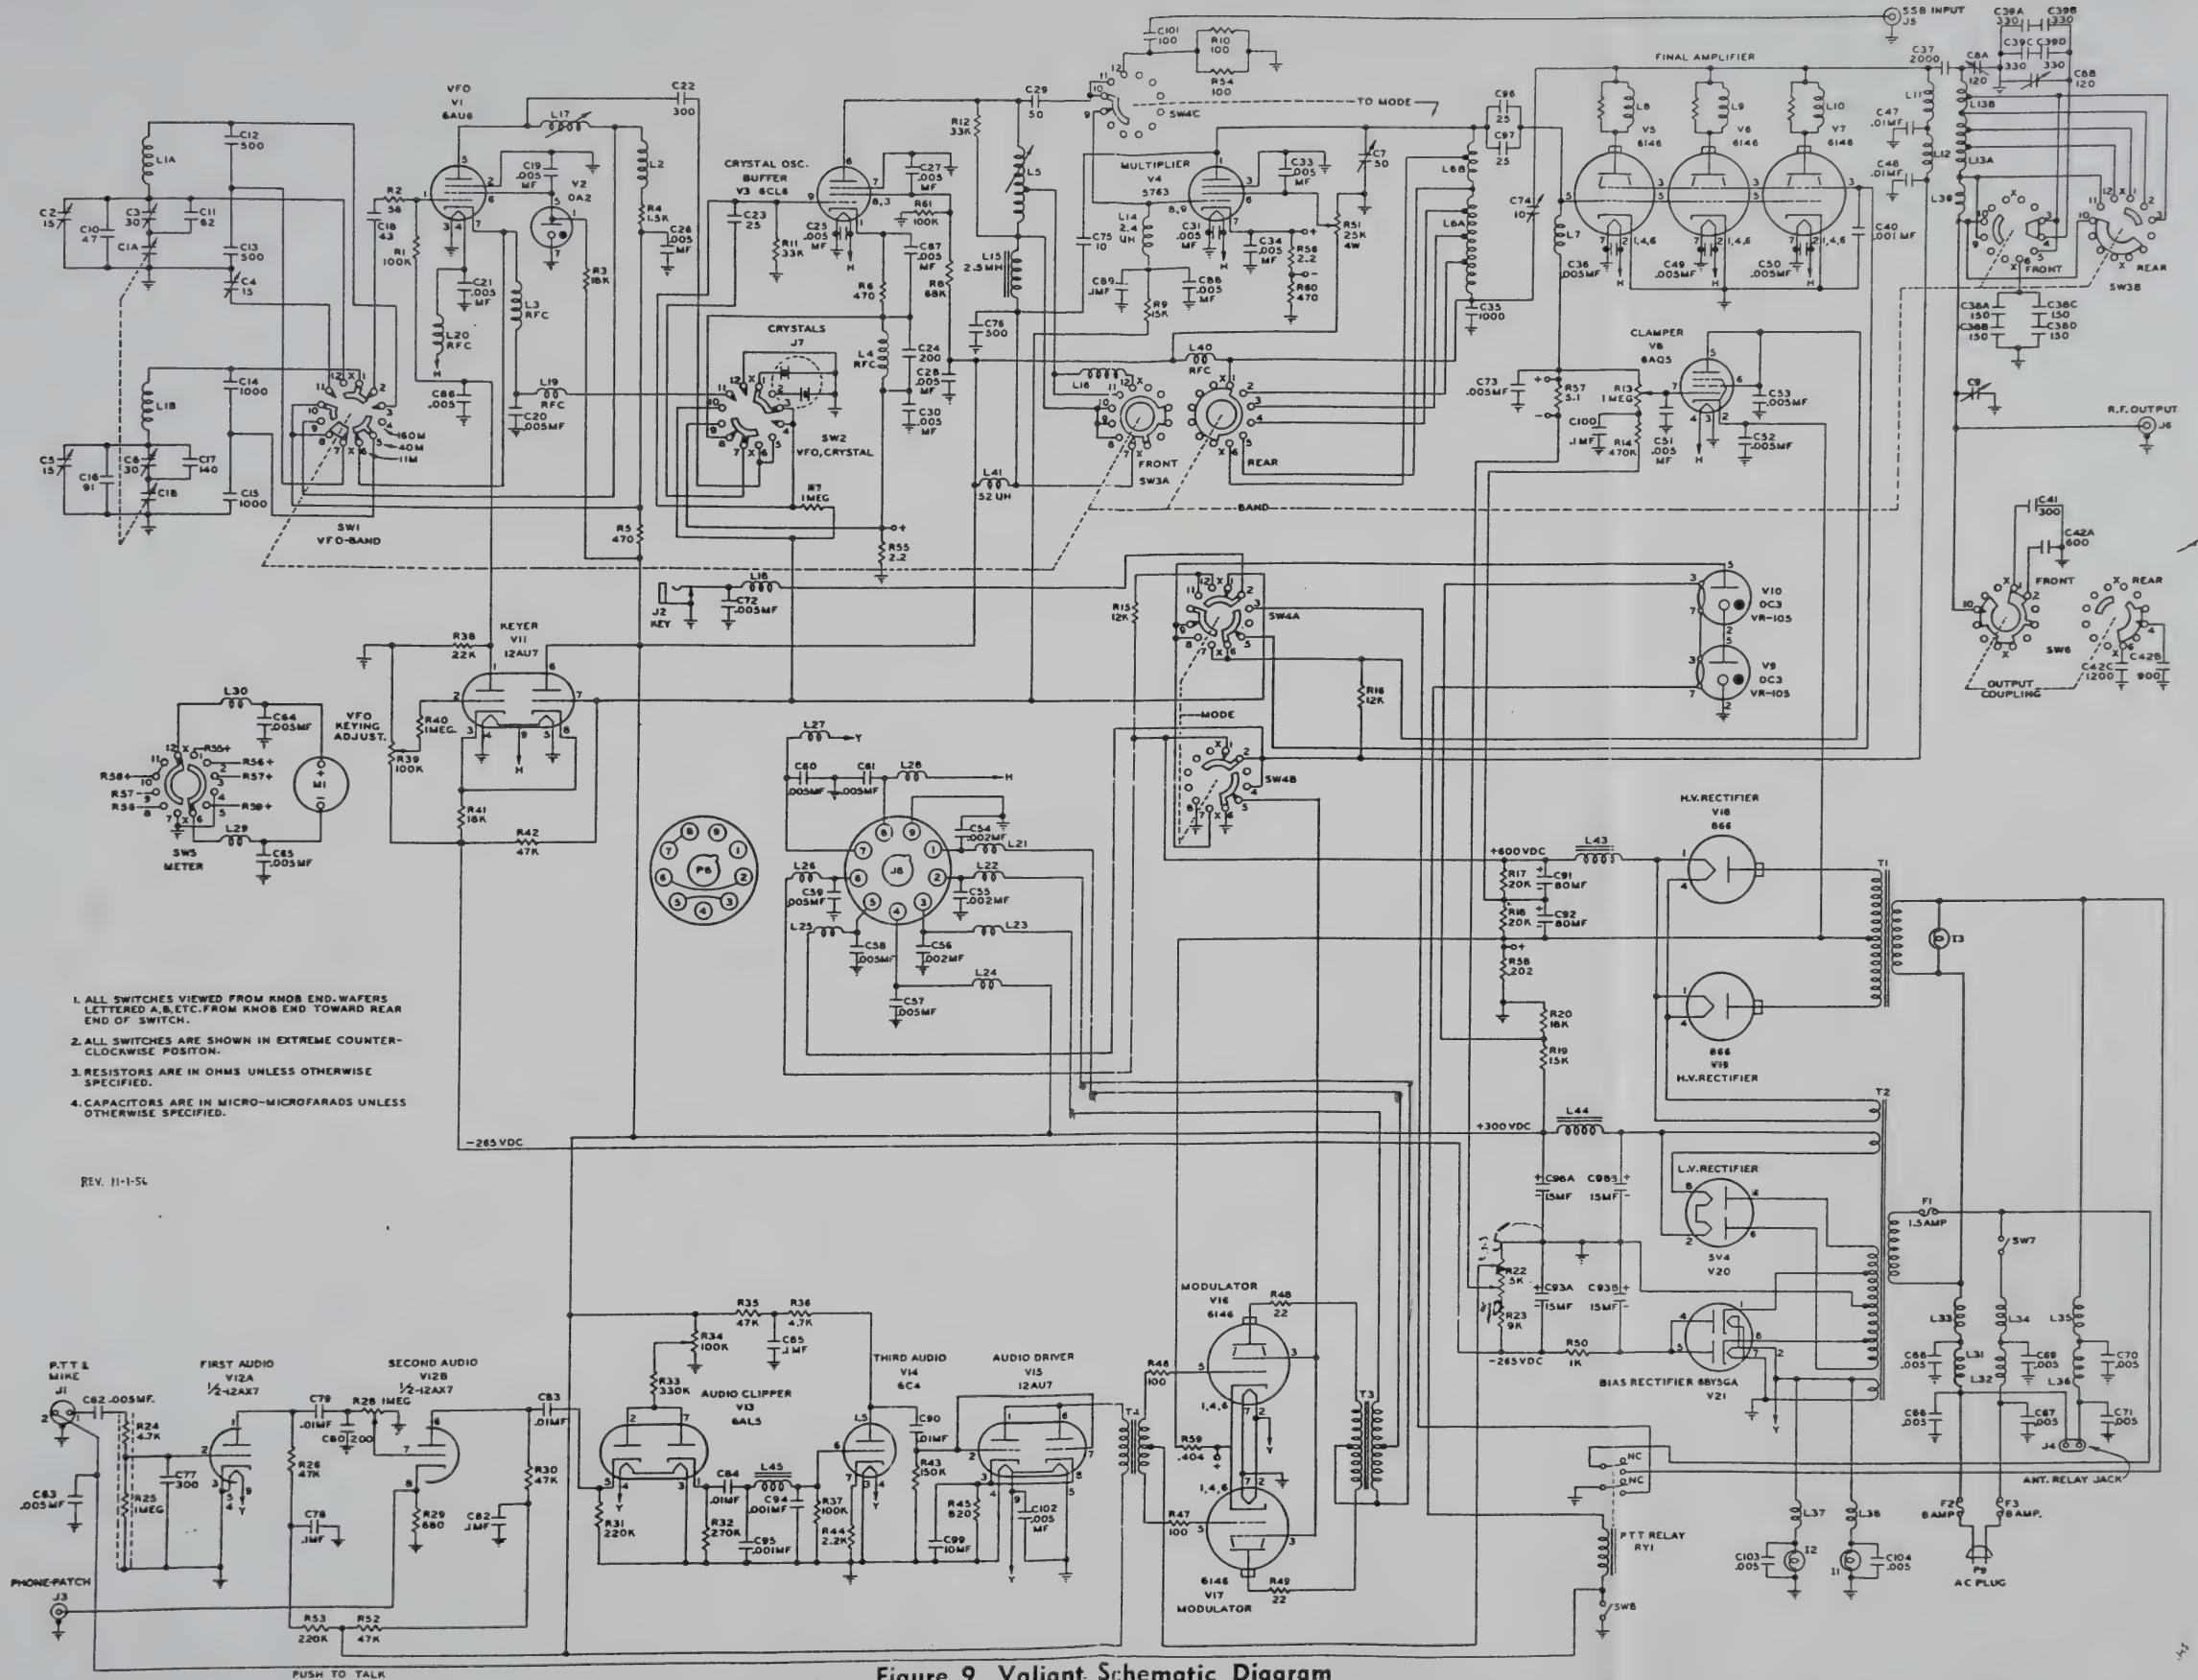 SSB INPUT
J5
C39A
330
C39B
330
C39C
330
C39D
330
C37
2000
C8A
120
C8B
120
C101
100
R10
100
R54
100
FINAL AMPLIFIER
VFO
V1
6AU6
C22
300
C29
50
SW4C
TO MODE
C96
25
C97
25
L8
L9
L10
V5
6146
V6
6146
V7
6146
L11
L13B
C47
.01MF
L12
L13A
C48
.01MF
L39
L1A
C12
500
L17
C19
.005
MF
V2
OA2
L2
R12
33K
CRYSTAL OSC.
BUFFER
V3 6CL6
C27
.005
MF
L5
MULTIPLIER
V4
5763
C33
.005
MF
C7
50
L6B
C74
10
C2
15
C10
47
C3
30
C1A
C11
62
C13
500
C4
15
R2
56
C18
43
R1
100K
R4
1.5K
C26
.005
MF
C23
25
R11
33K
C25
.005
MF
R61
100K
C87
.005
MF
L15
2.5MH
C75
10
L14
2.4
UH
C31
.005
MF
C34
.005
MF
R56
2.2
R51
25K
4W
L6A
L7
C36
.005MF
C49
.005MF
C50
.005MF
C40
.001 MF
C21
.005
MF
L3
RFC
R3
18K
L20
RFC
R6
470
R8
68K
C89
.1MF
C88
.005
MF
R9
15K
R60
470
C35
1000
FRONT
REAR
SW3B
C38A
150
C38B
150
C38C
150
C38D
150
CRYSTALS
J7
L4
RFC
C24
200
C28
.005
MF
C30
.005
MF
C76
500
L16
L40
RFC
CLAMPER
V8
6AQ5
C73
.005MF
R57
5.1
R13
1MEG
C100
.1MF
R14
470K
C51
.005
MF
C53
.005MF
C52
.005MF
C9
R.F. OUTPUT
J6
L1B
C14
1000
C86
.005
C20
.005MF
L19
RFC
160M
40M
11M
SW2
VFO, CRYSTAL
FRONT
SW3A
REAR
C5
15
C16
91
C6
30
C1B
C17
140
C15
1000
SW1
VFO-BAND
R7
1MEG
R5
470
R55
2.2
L41
52 UH
BAND
C41
300
C42A
600
FRONT
REAR
SW6
C42C
1200
C42B
900
OUTPUT
COUPLING
J2
KEY
C72
.005MF
L18
R15
12K
SW4A
V10
OC3
VR-105
V9
OC3
VR-105
R16
12K
MODE
SW4B
KEYER
V11
12AU7
R38
22K
VFO
KEYING
ADJUST.
R39
100K
R40
1MEG.
R41
18K
R42
47K
L30
C64
.005MF
M1
R55+
R56+
R57+
R59+
R58+
R57-
R58-
SW5
METER
L29
C65
.005MF
L27
Y
C60
.005MF
C61
.005MF
L28
H
C54
.002MF
L21
P8
J8
L26
C59
.005MF
L22
C55
.002MF
L25
C58
.005MF
C56
.002MF
L23
L24
C57
.005MF
+600VDC
L43
R17
20K
C91
80MF
R18
20K
C92
80MF
R58
.202
R20
18K
R19
15K
H.V. RECTIFIER
V18
866
T1
I3
866
V19
H.V. RECTIFIER
1. ALL SWITCHES VIEWED FROM KNOB END. WAFERS
LETTERED A,B, ETC. FROM KNOB END TOWARD REAR
END OF SWITCH.
2. ALL SWITCHES ARE SHOWN IN EXTREME COUNTER-
CLOCKWISE POSITON.
3. RESISTORS ARE IN OHMS UNLESS OTHERWISE
SPECIFIED.
4. CAPACITORS ARE IN MICRO-MICROFARADS UNLESS
OTHERWISE SPECIFIED.
REV. 11-1-56
-265 VDC
+300 VDC
L44
T2
L.V. RECTIFIER
15MF
15MF
5V4
V20
F1
1.5AMP
SW7
R22
5K
C93A
15MF
C93B
15MF
R23
9K
-265VDC
R50
1K
BIAS RECTIFIER 6BY5GA
V21
L33
L34
L35
C68
.005
L31
L32
C69
.005
L36
C70
.005
C66
.005
C67
.005
C71
.005
J4
ANT. RELAY JACK
F2
8AMP
F3
8AMP.
P9
AC PLUG
L37
L38
C103
.005
I2
I1
C104
.005
NC
NC
PTT RELAY
RY1
SW8
MODULATOR
V16
6146
R48
22
R46
100
R59
.404
T3
T4
R47
100
R49
22
6146
V17
MODULATOR
R35
47K
R36
4.7K
R34
100K
C85
.1MF
R33
330K
AUDIO CLIPPER
V13
6AL5
THIRD AUDIO
V14
6C4
AUDIO DRIVER
V15
12AU7
C90
.01MF
R43
150K
R45
820
C99
10MF
C102
.005
MF
C84
.01MF
L45
C94
.001MF
R37
100K
R44
2.2K
R31
220K
R32
270K
C95
.001MF
P.T.T &
MIKE
J1
C62 .005MF.
R24
4.7K
R25
1MEG
C77
300
C63
.005MF
FIRST AUDIO
V12A
1/2-12AX7
C79
.01MF
R28 1MEG
C80 200
R26
47K
C78
.1MF
SECOND AUDIO
V12B
1/2-12AX7
C83
.01MF
R30
47K
R29
680
C82
.1MF
PHONE-PATCH
J3
R53
220K
R52
47K
PUSH TO TALK
Figure 9. Valiant Schematic Diagram